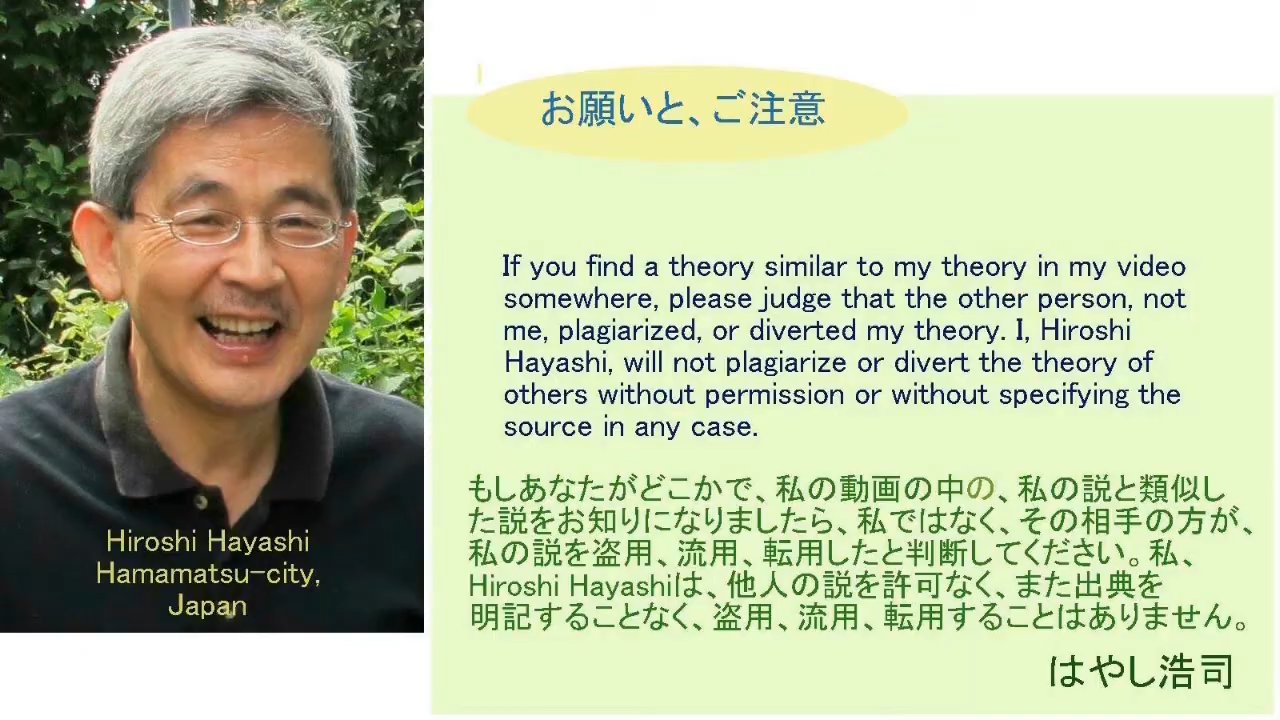 お願いと、ご注意
If you find a theory similar to my theory in my video
somewhere, please judge that the other person, not
me, plagiarized, or diverted my theory. I, Hiroshi
Hayashi, will not plagiarize or divert the theory of
others without permission or without specifying the
source in any case.
もしあなたがどこかで、私の動画の中の、私の説と類似し
た説をお知りになりましたら、私ではなく、その相手の方が、
私の説を盗用、流用、転用したと判断してください。私、
Hiroshi Hayashiは、他人の説を許可なく、また出典を
明記することなく、盗用、流用、転用することはありません。
はやし浩司
Hiroshi Hayashi
Hamamatsu-city,
Japan